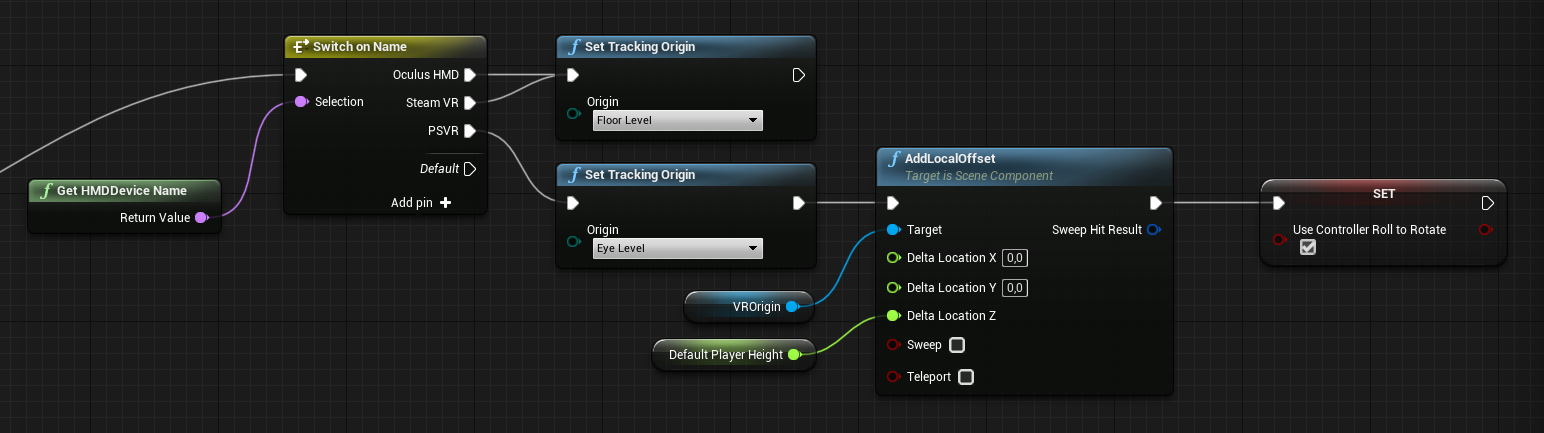 Switch on Name
Oculus HMD
Selection
Steam VR
PSVR
Default
Add pin
Get HMDDevice Name
Return Value
Set Tracking Origin
Origin
Floor Level
Set Tracking Origin
Origin
Eye Level
VROrigin
Default Player Height
AddLocalOffset
Target is Scene Component
Target
Sweep Hit Result
Delta Location X 0,0
Delta Location Y 0,0
Delta Location Z
Sweep
Teleport
SET
Use Controller Roll to Rotate